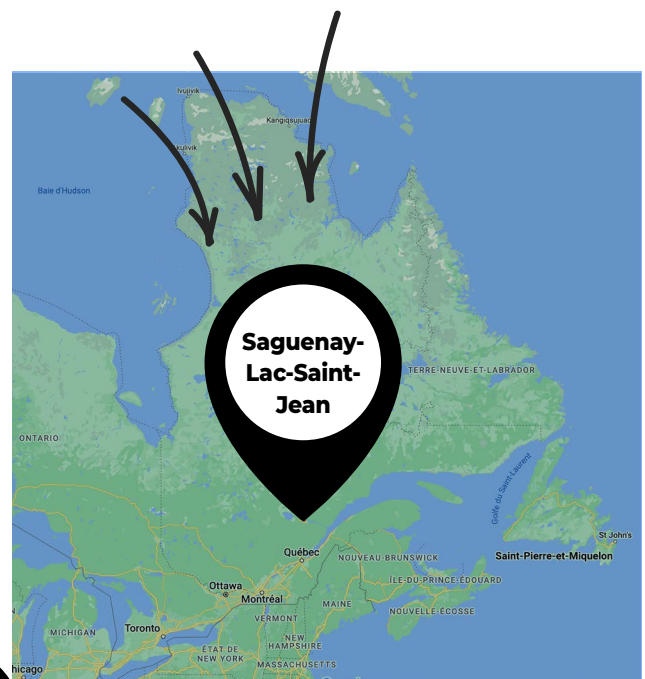 Ivujivik
Kangiqsujuaq
kulivik
Baie d'Hudson
Saguenay-
Lac-Saint-
Jean
TERRE-NEUVE-ET-LABRADOR
ONTARIO
Golfe du Saint-Laurent
St John's
Saint-Pierre-et-Miquelon
Québec
NOUVEAU-BRUNSWICK
Ottawa
ÎLE-DU-PRINCE-ÉDOUARD
Montréal
MAINE
NOUVELLE-ÉCOSSE
VERMONT
Toronto
MICHIGAN
NEW
HAMPSHIRE
ÉTAT DE
NEW YORK
MASSACHUSETTS
hicago